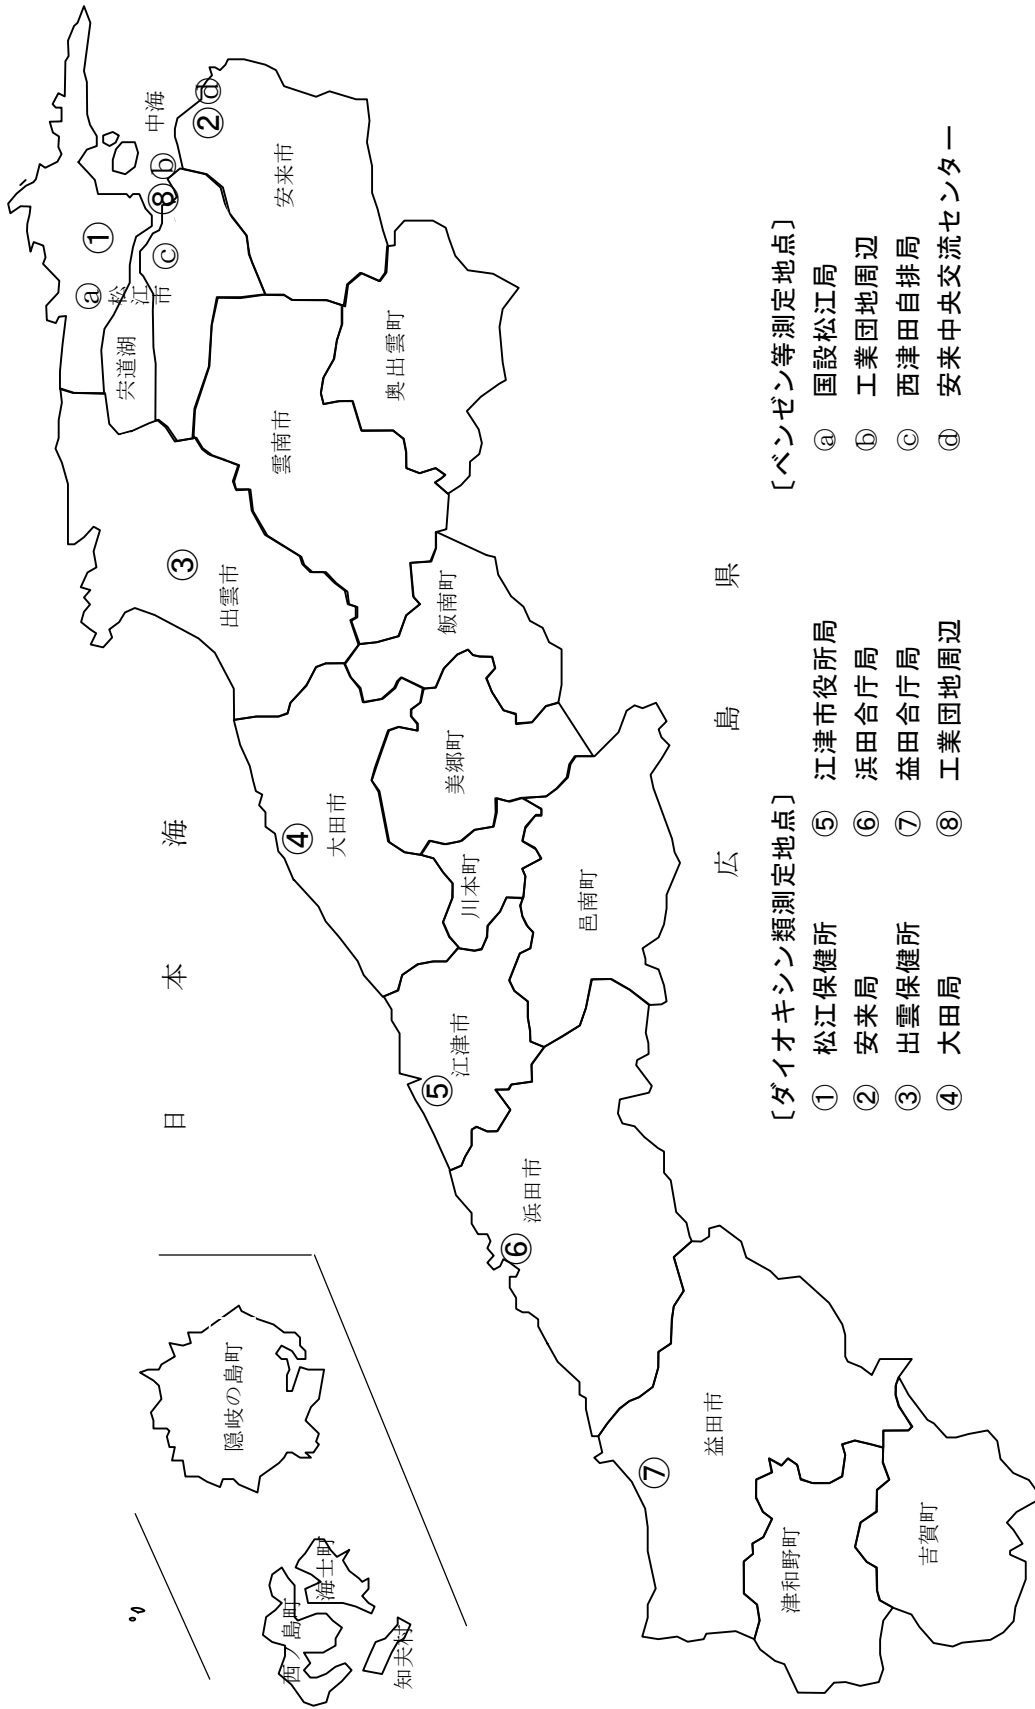 日本海
隠岐の島町
西ノ島町
海士町
知夫村
中海
宍道湖
松江市
安来市
出雲市
雲南市
奥出雲町
飯南町
大田市
美郷町
川本町
邑南町
江津市
浜田市
益田市
津和野町
吉賀町
広島県
①
②
③
④
⑤
⑥
⑦
⑧
ⓐ
ⓑ
ⓒ
ⓓ
〔ダイオキシン類測定地点〕
① 松江保健所 ⑤ 江津市役所局
② 安来局 ⑥ 浜田合庁局
③ 出雲保健所 ⑦ 益田合庁局
④ 大田局 ⑧ 工業団地周辺
〔ベンゼン等測定地点〕
ⓐ 国設松江局
ⓑ 工業団地周辺
ⓒ 西津田自排局
ⓓ 安来中央交流センター